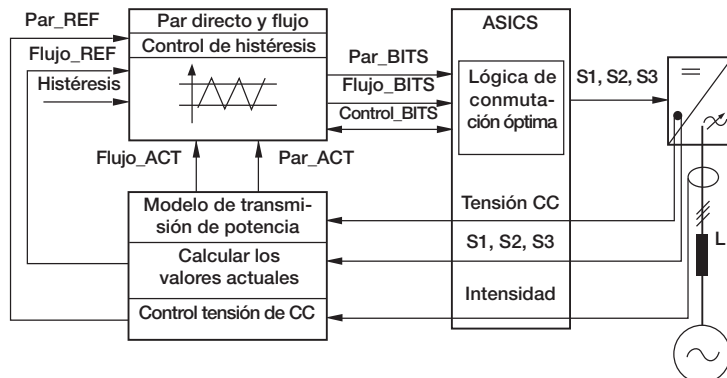 Par_REF
Flujo_REF
Histéresis
Par directo y flujo
Control de histéresis
Par_BITS
Flujo_BITS
Control_BITS
ASICS
Lógica de
conmuta-
ción óptima
S1, S2, S3
Flujo_ACT
Par_ACT
Modelo de transmi-
sión de potencia
Calcular los
valores actuales
Control tensión de CC
Tensión CC
S1, S2, S3
Intensidad
L